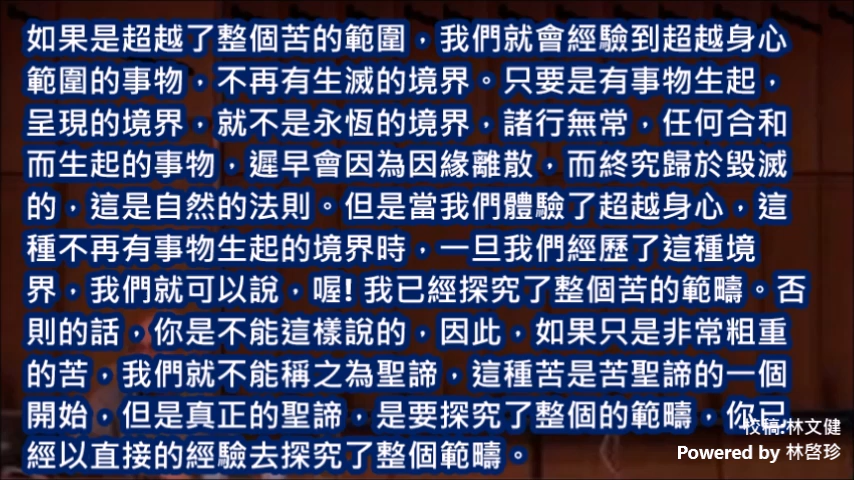 如果是超越了整個苦的範圍，我們就會經驗到超越身心
範圍的事物，不再有生滅的境界。只要是有事物生起，
呈現的境界，就不是永恆的境界，諸行無常，任何合和
而生起的事物，遲早會因為因緣離散，而終究歸於毀滅
的，這是自然的法則。但是當我們體驗了超越身心，這
種不再有事物生起的境界時，一旦我們經歷了這種境
界，我們就可以說，喔! 我已經探究了整個苦的範疇。否
則的話，你是不能這樣說的，因此，如果只是非常粗重
的苦，我們就不能稱之為聖諦，這種苦是苦聖諦的一個
開始，但是真正的聖諦，是要探究了整個的範疇，你已
經以直接的經驗去探究了整個範疇。
校稿:林文健
Powered by 林啓珍